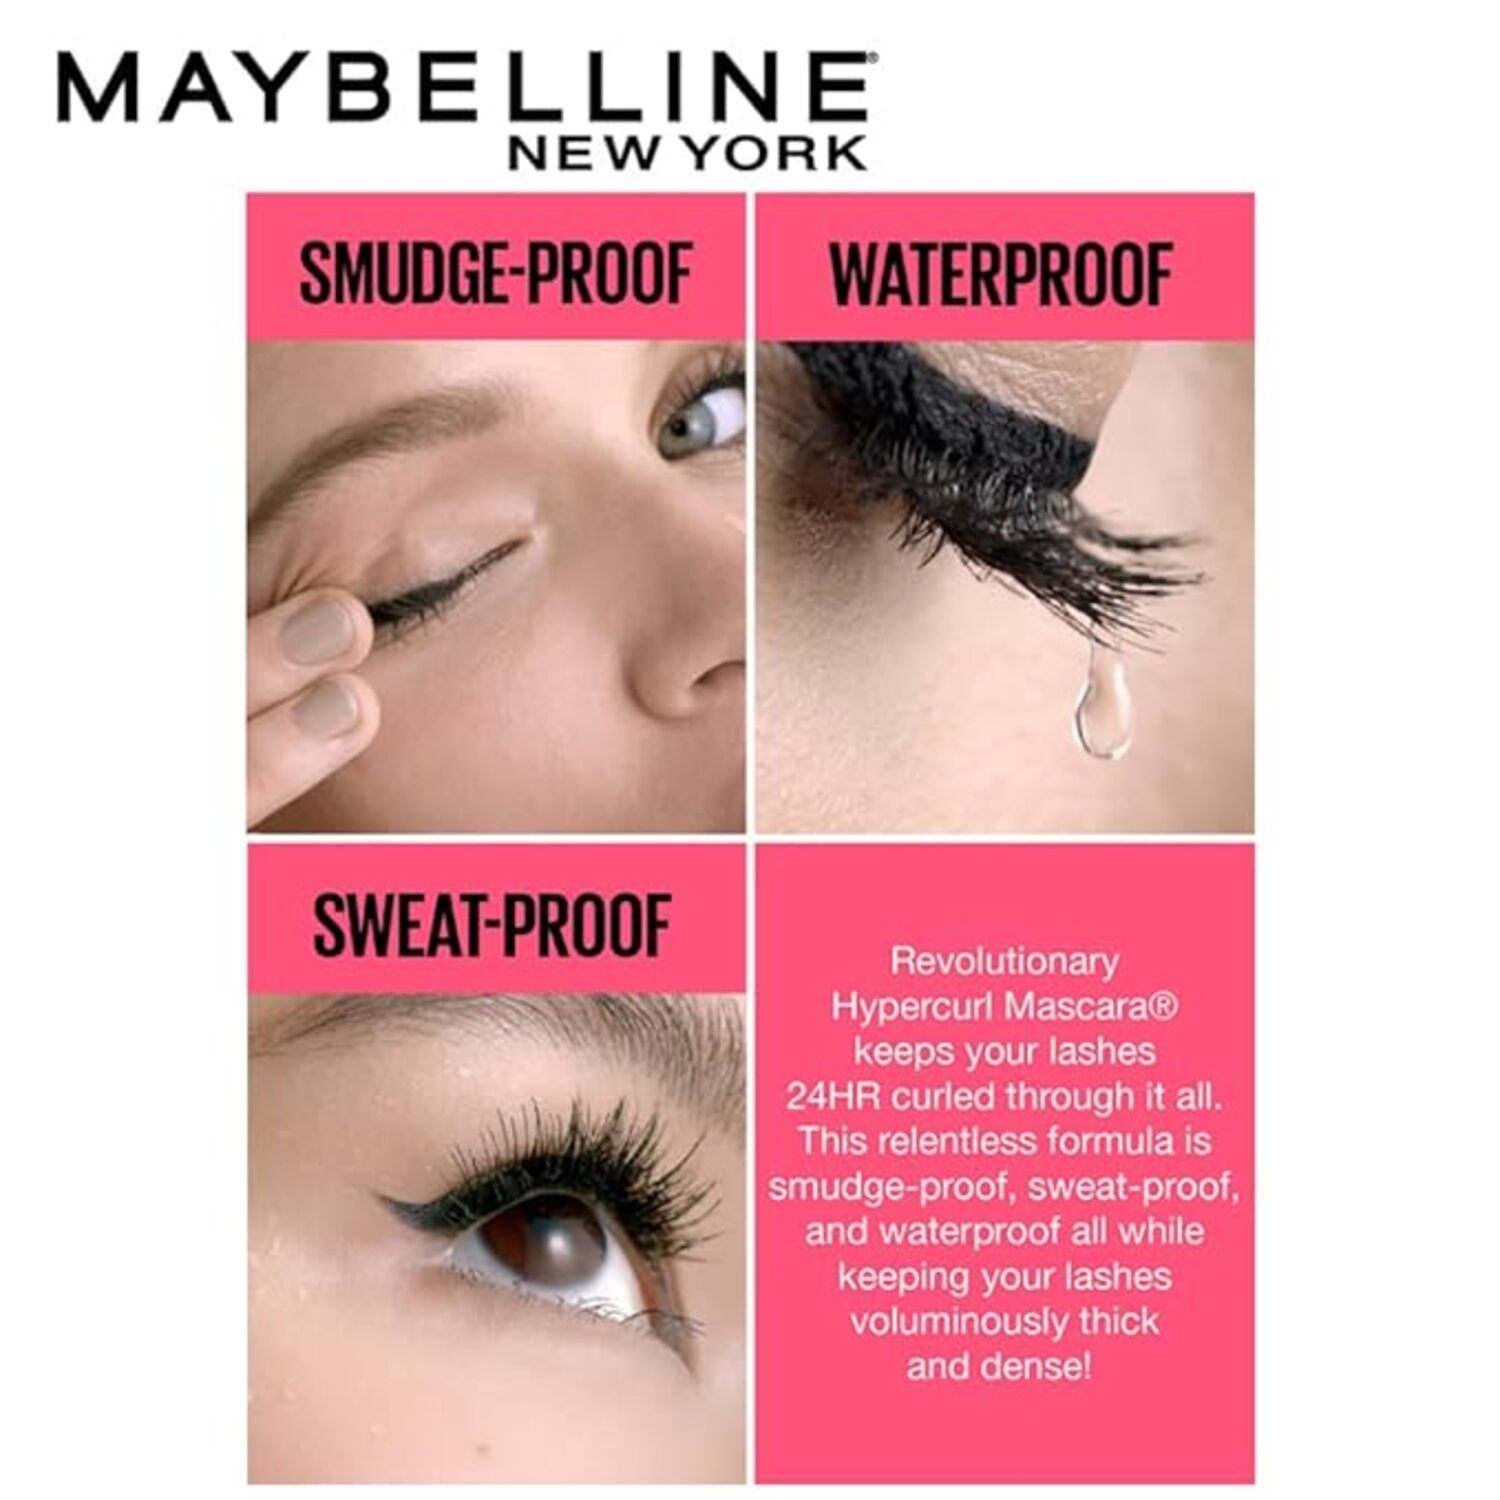 MAYBELLINE®
NEW YORK
SMUDGE-PROOF
WATERPROOF
SWEAT-PROOF
Revolutionary
Hypercurl Mascara®
keeps your lashes
24HR curled through it all.
This relentless formula is
smudge-proof, sweat-proof,
and waterproof all while
keeping your lashes
voluminously thick
and dense!